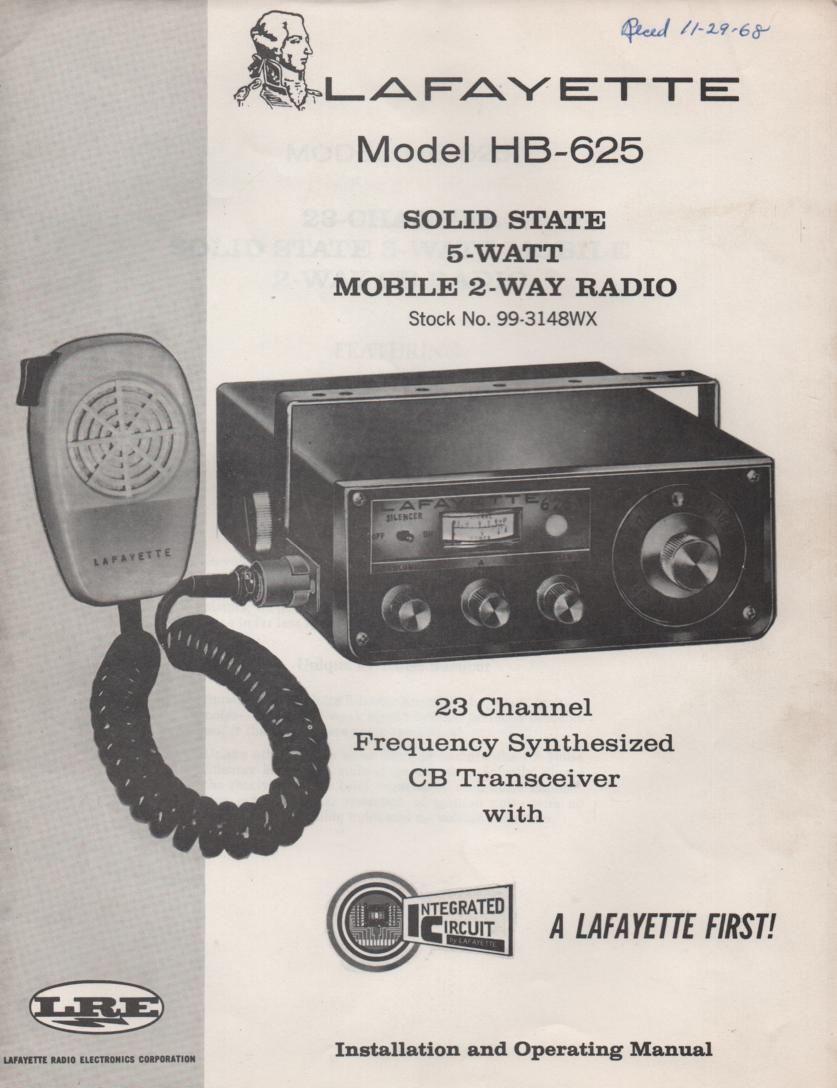 Recd 11-29-68
LAFAYETTE
Model HB-625
SOLID STATE
5-WATT
MOBILE 2-WAY RADIO
Stock No. 99-3148WX
LAFAYETTE 625
SILENCER
OFF
LAFAYETTE
23 Channel
Frequency Synthesized
CB Transceiver
with
INTEGRATED
CIRCUIT
by LAFAYETTE
A LAFAYETTE FIRST!
LRE
LAFAYETTE RADIO ELECTRONICS CORPORATION
Installation and Operating Manual